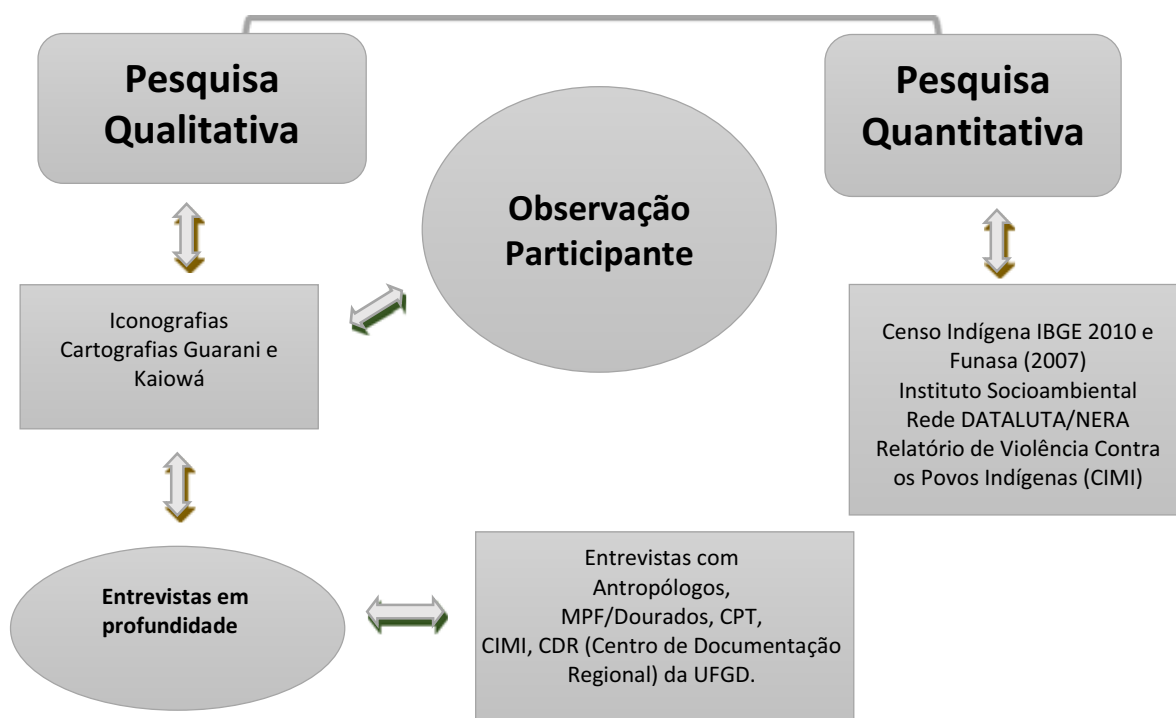 Pesquisa
Qualitativa
Pesquisa
Quantitativa
Observação
Participante
Iconografias
Cartografias Guarani e
Kaiowá
Censo Indígena IBGE 2010 e
Funasa (2007)
Instituto Socioambiental
Rede DATALUTA/NERA
Relatório de Violência Contra
os Povos Indígenas (CIMI)
Entrevistas em
profundidade
Entrevistas com
Antropólogos,
MPF/Dourados, CPT,
CIMI, CDR (Centro de Documentação
Regional) da UFGD.